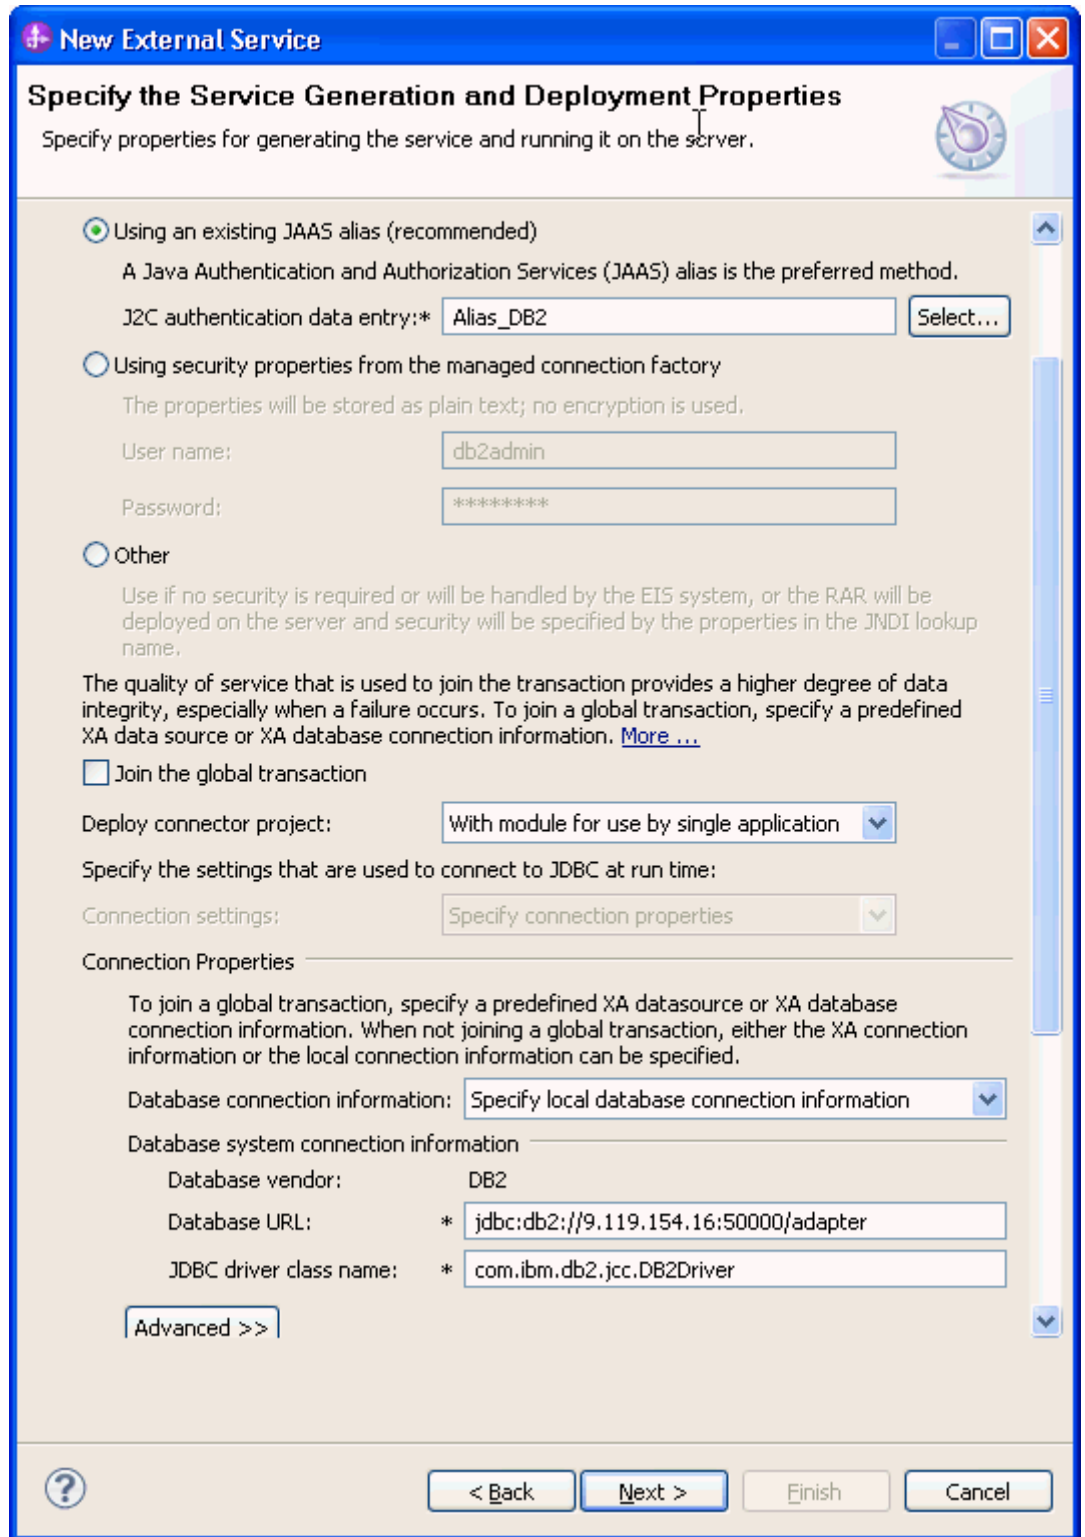 New External Service
Specify the Service Generation and Deployment Properties
Specify properties for generating the service and running it on the server.
Using an existing JAAS alias (recommended)
A Java Authentication and Authorization Services (JAAS) alias is the preferred method.
J2C authentication data entry:* Alias_DB2 Select...
Using security properties from the managed connection factory
The properties will be stored as plain text; no encryption is used.
User name: db2admin
Password: ********
Other
Use if no security is required or will be handled by the EIS system, or the RAR will be
deployed on the server and security will be specified by the properties in the JNDI lookup
name.
The quality of service that is used to join the transaction provides a higher degree of data
integrity, especially when a failure occurs. To join a global transaction, specify a predefined
XA data source or XA database connection information. More ...
Join the global transaction
Deploy connector project: With module for use by single application
Specify the settings that are used to connect to JDBC at run time:
Connection settings: Specify connection properties
Connection Properties
To join a global transaction, specify a predefined XA datasource or XA database
connection information. When not joining a global transaction, either the XA connection
information or the local connection information can be specified.
Database connection information: Specify local database connection information
Database system connection information
Database vendor: DB2
Database URL: * jdbc:db2://9.119.154.16:50000/adapter
JDBC driver class name: * com.ibm.db2.jcc.DB2Driver
Advanced >>
? < Back Next > Finish Cancel